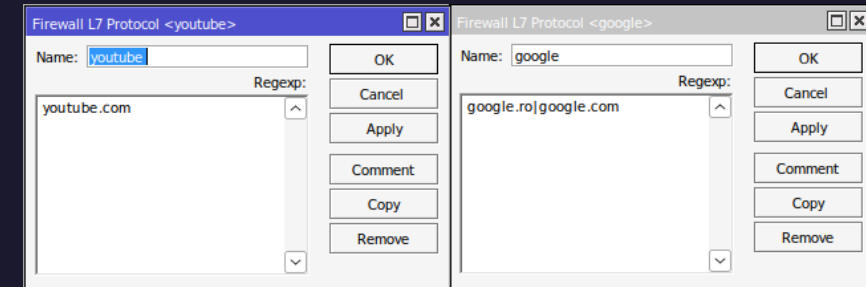 Firewall L7 Protocol <youtube>
Name: youtube
OK
Regexp:
Cancel
youtube.com
Apply
Comment
Copy
Remove
Firewall L7 Protocol <google>
Name: google
OK
Regexp:
Cancel
google.ro|google.com
Apply
Comment
Copy
Remove